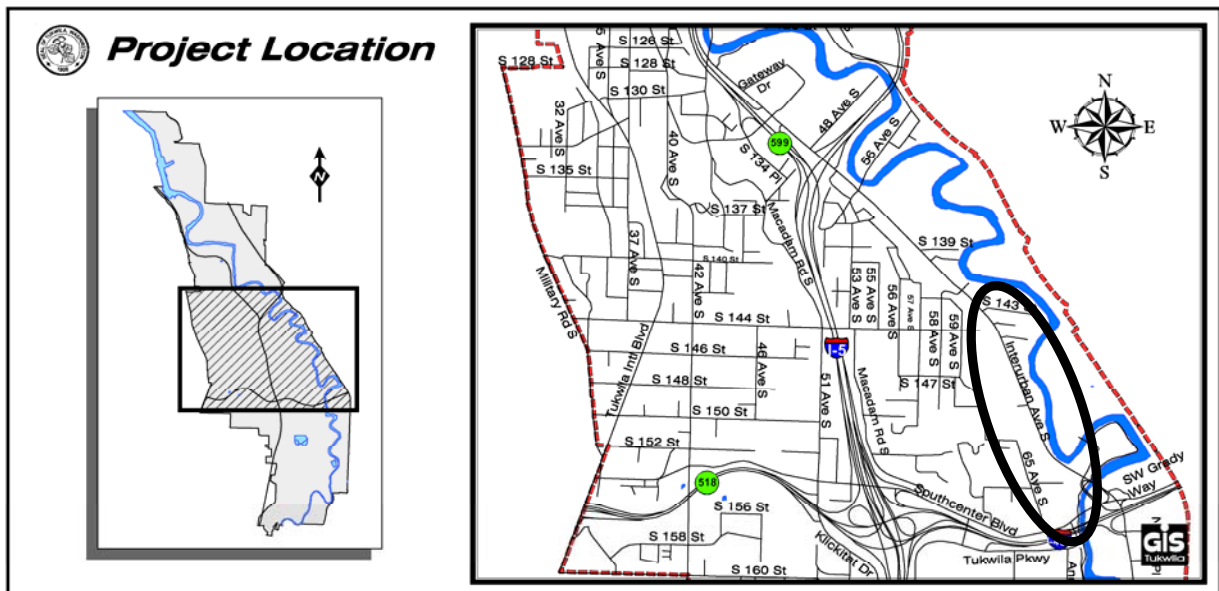 Project Location
N
N
W
E
S
S 126 St
S 128 St
S 128 St
S 130 St
Gateway
Dr
48 Ave S
32 Ave S
40 Ave S
599
S 134 Pl
56 Ave S
S 135 St
S 137 St
Macadam Rd S
37 Ave S
S 139 St
S 140 St
42 Ave S
Military Rd S
53 Ave S
55 Ave S
56 Ave S
57 Ave S
58 Ave S
59 Ave S
S 143 St
S 144 St
Tukwila Intl Blvd
S 146 St
46 Ave S
I-5
Interurban Ave S
S 147 St
S 148 St
51 Ave S
Macadam Rd S
S 150 St
S 152 St
65 Ave S
SW Grady
Way
518
Southcenter Blvd
S 156 St
S 158 St
Klickitat Dr
Tukwila Pkwy
S 160 St
GIS
Tukwila